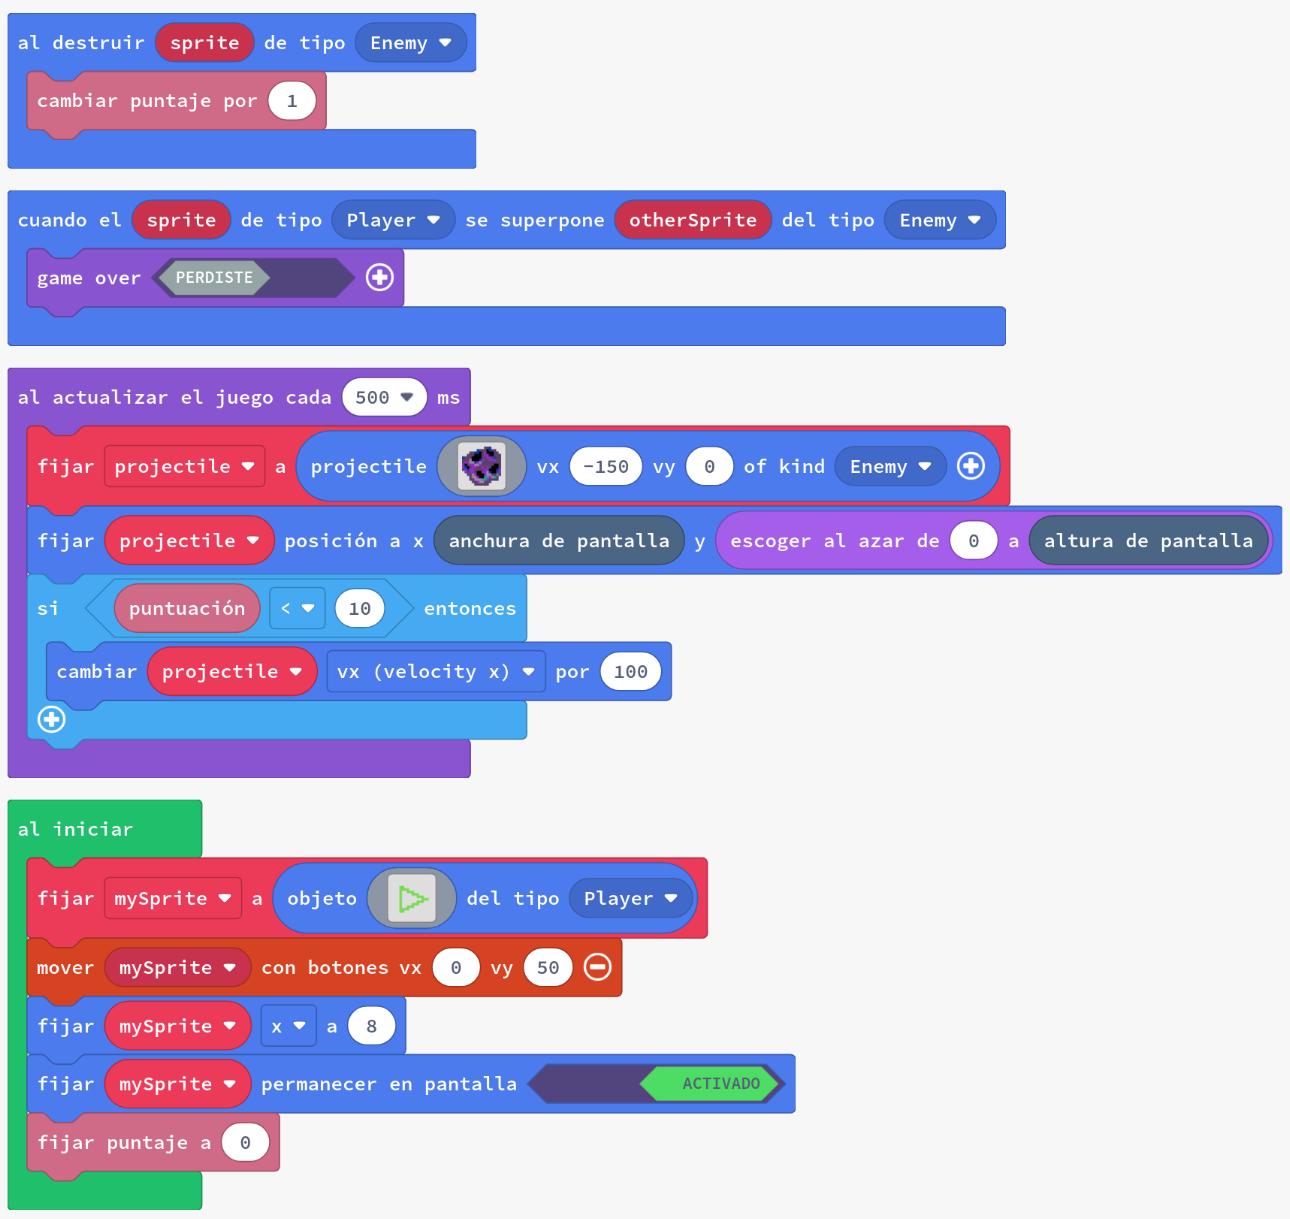 al destruir sprite de tipo Enemy
cambiar puntaje por 1
cuando el sprite de tipo Player se superpone otherSprite del tipo Enemy
game over PERDISTE
al actualizar el juego cada 500 ms
fijar projectile a projectile vx -150 vy 0 of kind Enemy
fijar projectile posición a x anchura de pantalla y escoger al azar de 0 a altura de pantalla
si puntuación < 10 entonces
cambiar projectile vx (velocity x) por 100
al iniciar
fijar mySprite a objeto del tipo Player
mover mySprite con botones vx 0 vy 50
fijar mySprite x a 8
fijar mySprite permanecer en pantalla ACTIVADO
fijar puntaje a 0